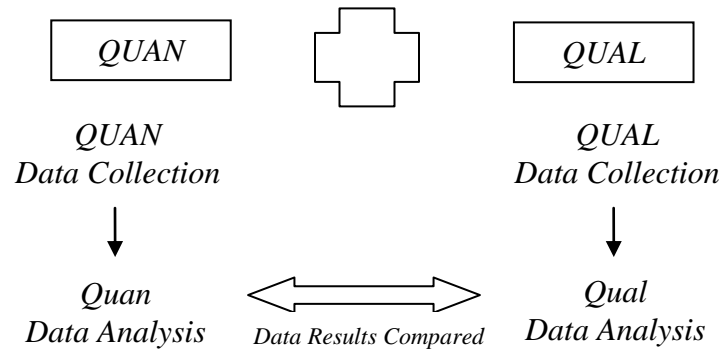 QUAN
QUAL
QUAN
Data Collection
QUAL
Data Collection
Quan
Data Analysis
Data Results Compared
Qual
Data Analysis